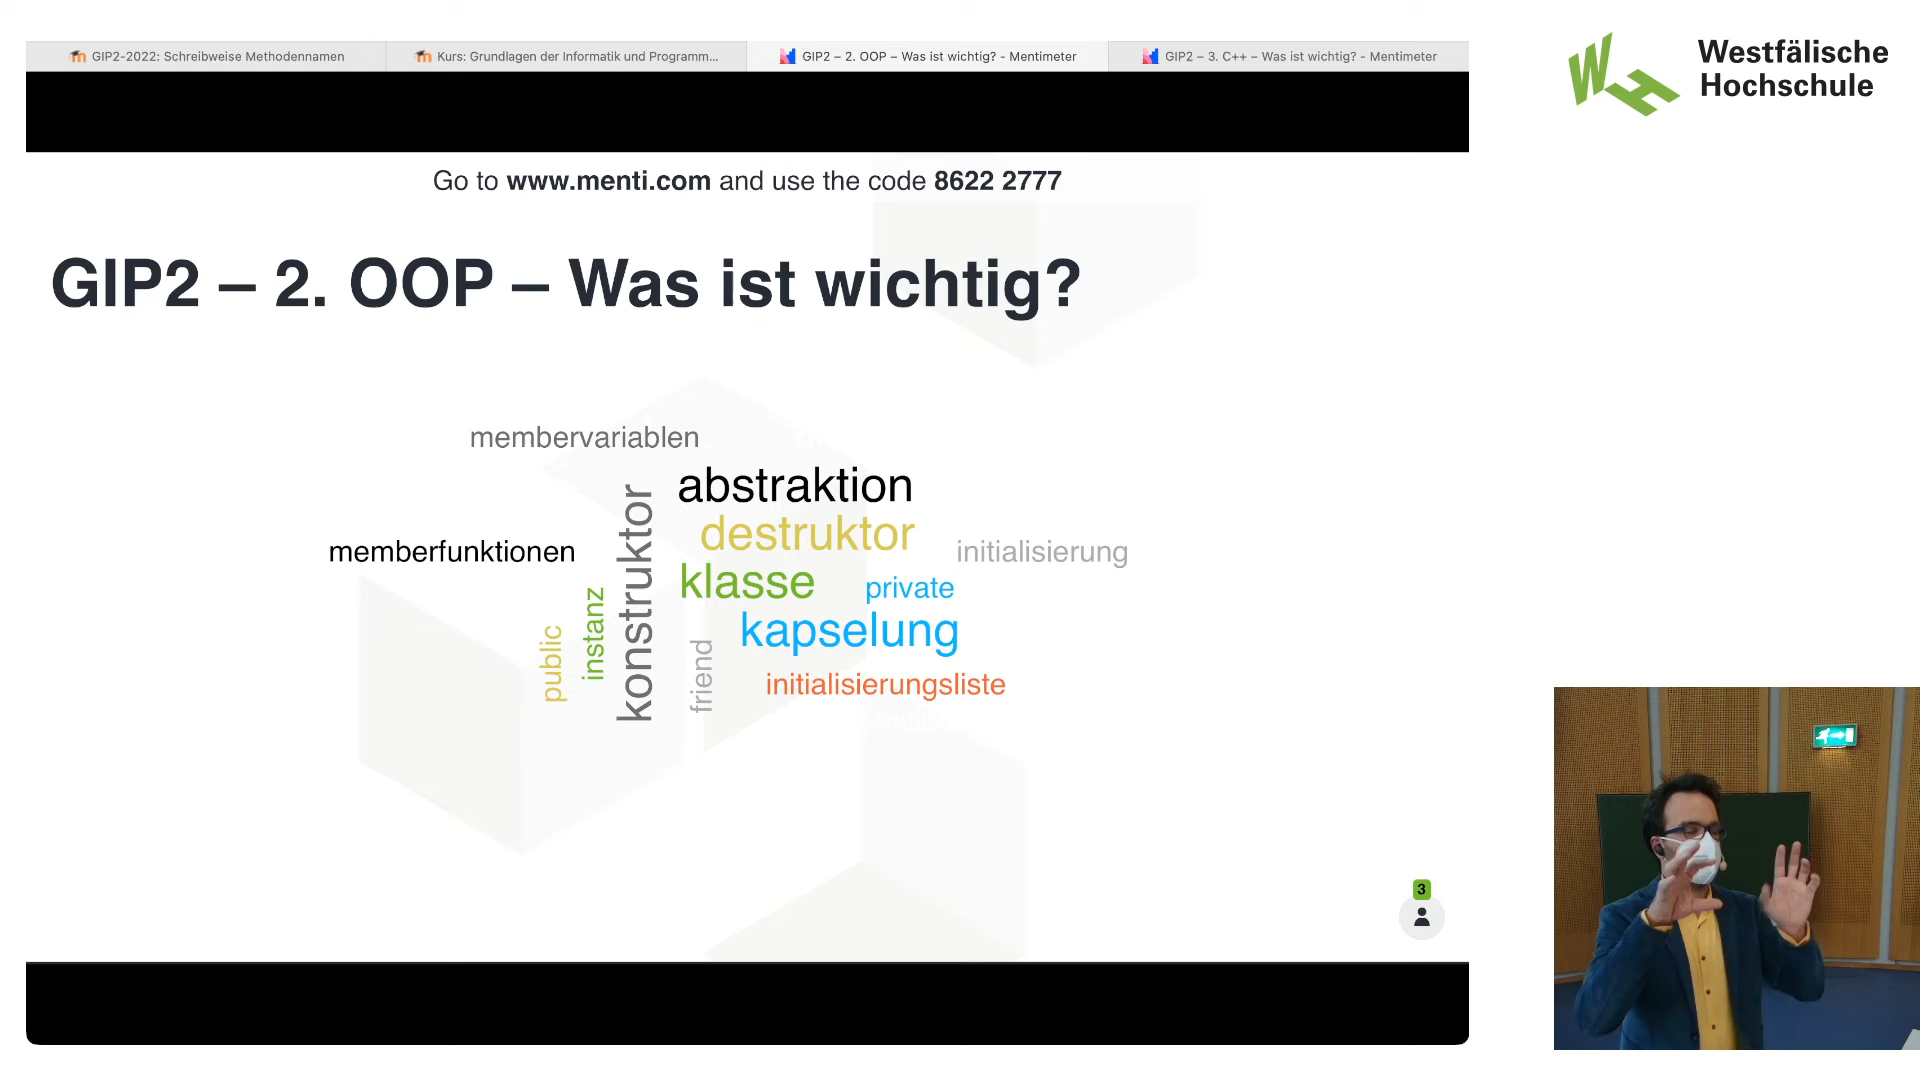 GIP2-2022: Schreibweise Methodennamen
Kurs: Grundlagen der Informatik und Programm...
GIP2 – 2. OOP – Was ist wichtig? - Mentimeter
GIP2 – 3. C++ – Was ist wichtig? - Mentimeter
Westfälische
Hochschule
Go to www.menti.com and use the code 8622 2777
GIP2 – 2. OOP – Was ist wichtig?
membervariablen
abstraktion
destruktor
memberfunktionen
initialisierung
konstruktor
klasse
private
instanz
public
kapselung
friend
initialisierungsliste
3